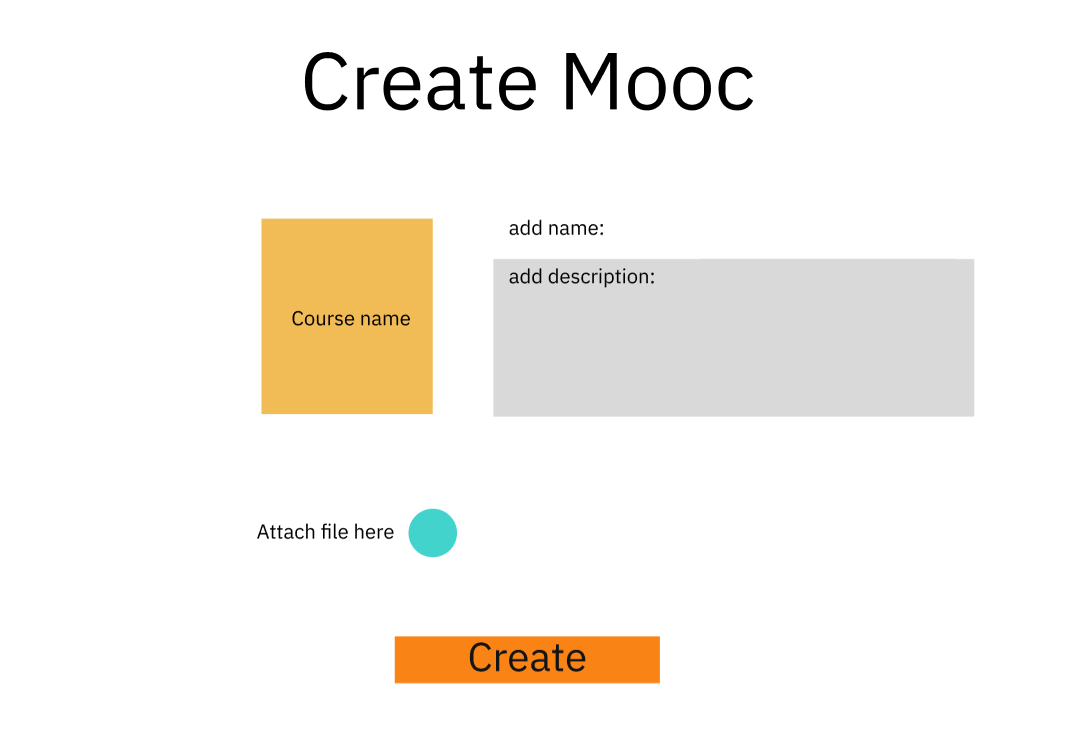 Create Mooc
add name:
add description:
Course name
Attach file here
Create